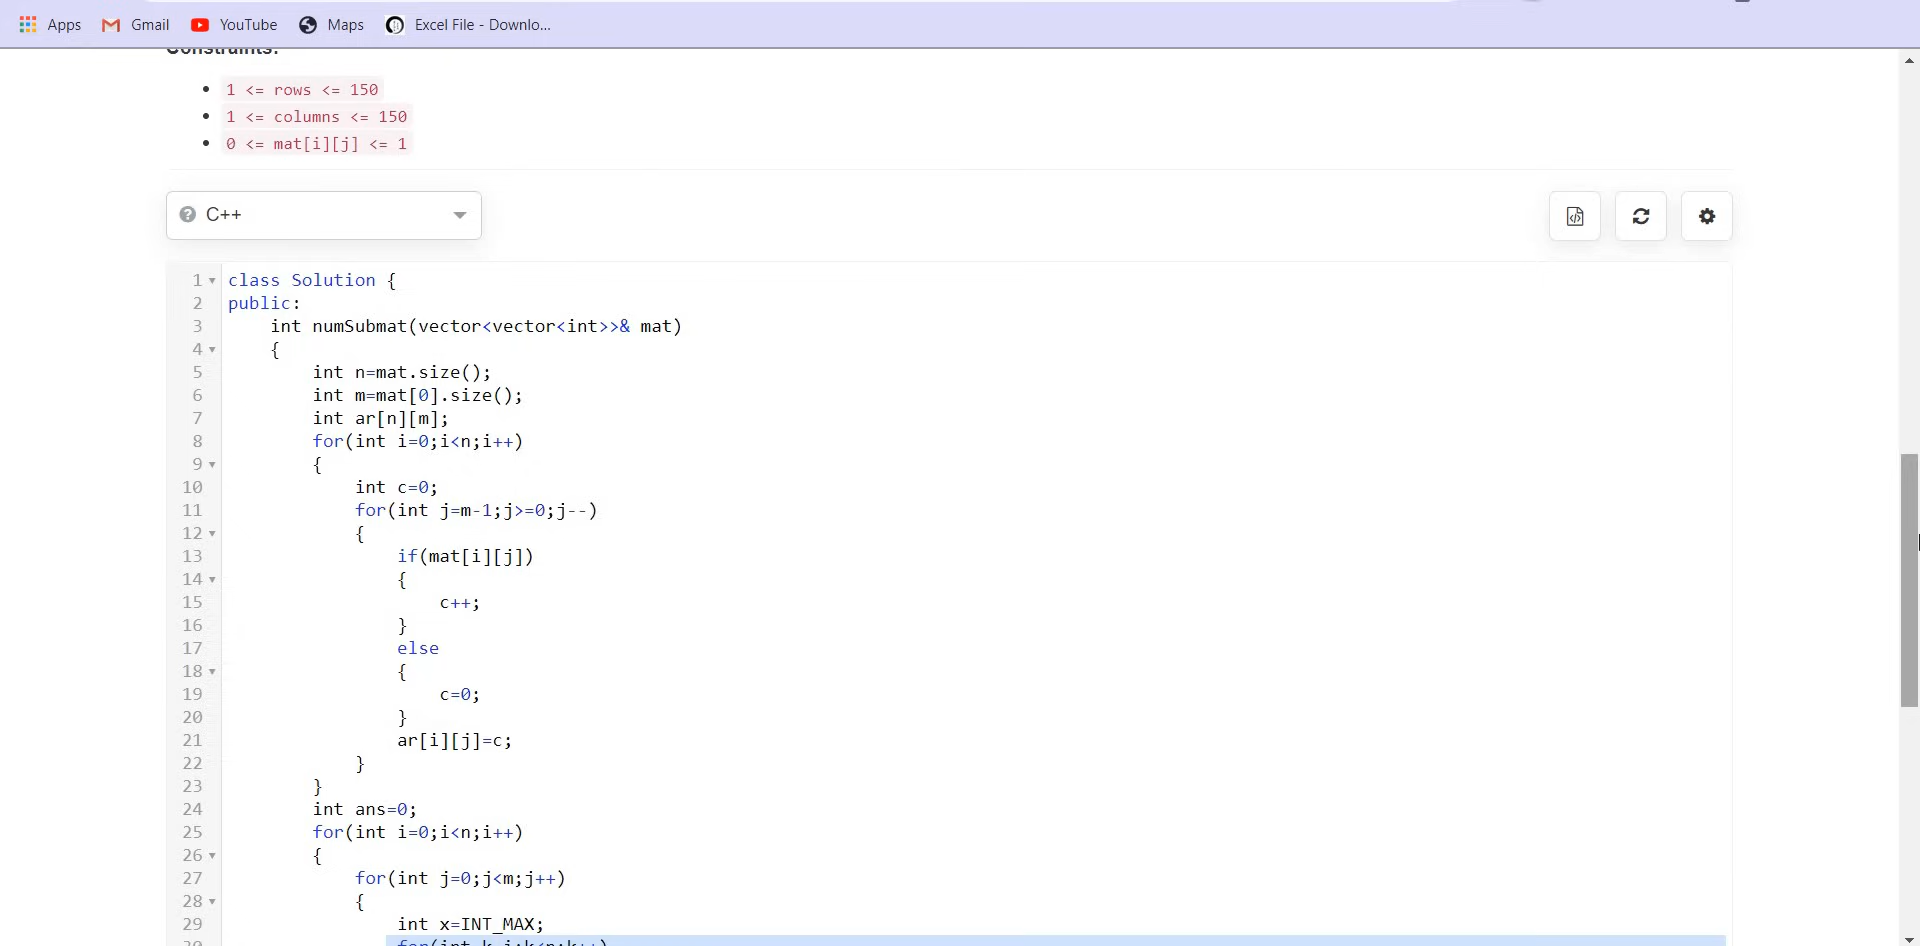 Apps Gmail YouTube Maps Excel File - Downlo...
Constraints:
1 <= rows <= 150
1 <= columns <= 150
0 <= mat[i][j] <= 1
C++
1 class Solution {
2 public:
3 int numSubmat(vector<vector<int>>& mat)
4 {
5 int n=mat.size();
6 int m=mat[0].size();
7 int ar[n][m];
8 for(int i=0;i<n;i++)
9 {
10 int c=0;
11 for(int j=m-1;j>=0;j--)
12 {
13 if(mat[i][j])
14 {
15 c++;
16 }
17 else
18 {
19 c=0;
20 }
21 ar[i][j]=c;
22 }
23 }
24 int ans=0;
25 for(int i=0;i<n;i++)
26 {
27 for(int j=0;j<m;j++)
28 {
29 int x=INT_MAX;
30 for(int k=i;k<n;k++)